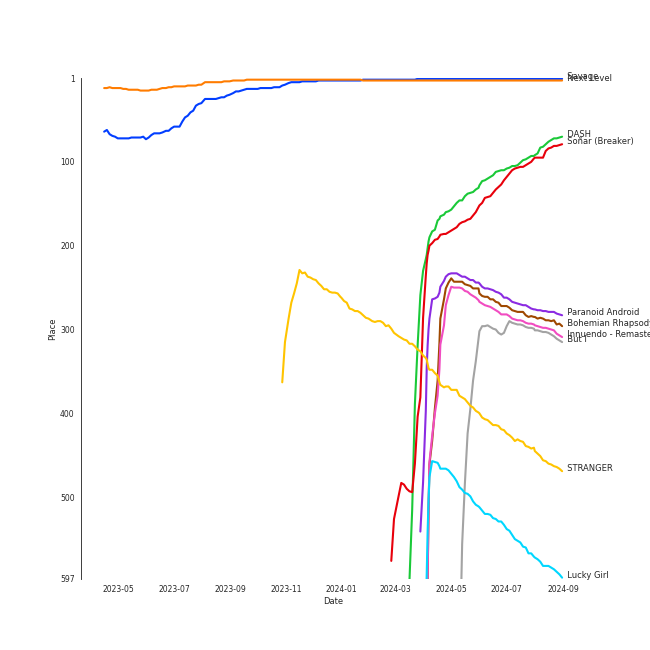 Savage
Next Level
DASH
Sonar (Breaker)
Paranoid Android
Bohemian Rhapsod
Innuendo - Remaste
But I
STRANGER
Lucky Girl
1
100
200
300
400
500
597
Place
2023-05
2023-07
2023-09
2023-11
2024-01
2024-03
2024-05
2024-07
2024-09
Date